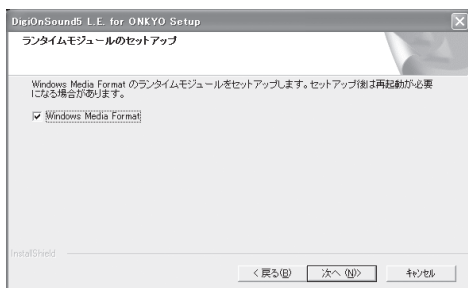 DigiOnSound5 L.E. for ONKYO Setup
ランタイムモジュールのセットアップ
Windows Media Format のランタイムモジュールをセットアップします。セットアップ後は再起動が必要
になる場合があります。
Windows Media Format
InstallShield
< 戻る(B)
次へ (N)>
キャンセル